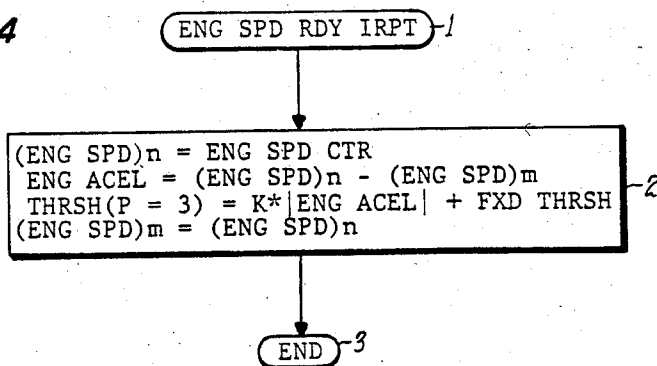 4
ENG SPD RDY IRPT 1
(ENG SPD)n = ENG SPD CTR
ENG ACEL = (ENG SPD)n - (ENG SPD)m
THRSH(P = 3) = K*|ENG ACEL| + FXD THRSH
(ENG SPD)m = (ENG SPD)n
2
END 3